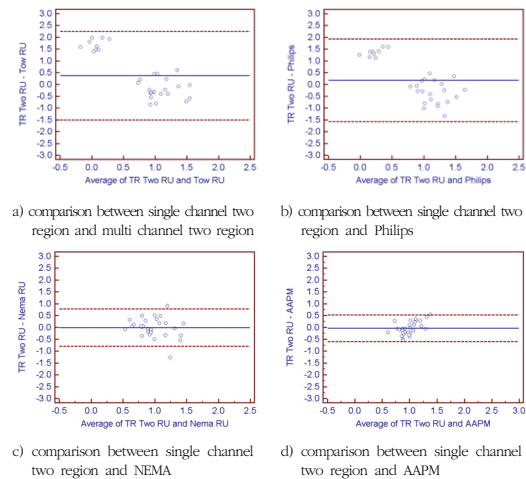 3.0
2.5
2.0
1.5
1.0
0.5
0.0
-0.5
-1.0
-1.5
-2.0
-2.5
-3.0
TR Two RU - Tow RU
-0.5 0.0 0.5 1.0 1.5 2.0 2.5
Average of TR Two RU and Tow RU
a) comparison between single channel two
region and multi channel two region
3.0
2.5
2.0
1.5
1.0
0.5
0.0
-0.5
-1.0
-1.5
-2.0
-2.5
-3.0
TR Two RU - Philips
-0.5 0.0 0.5 1.0 1.5 2.0 2.5
Average of TR Two RU and Philips
b) comparison between single channel two
region and Philips
3.0
2.5
2.0
1.5
1.0
0.5
0.0
-0.5
-1.0
-1.5
-2.0
-2.5
-3.0
TR Two RU - Nema RU
-0.5 0.0 0.5 1.0 1.5 2.0 2.5
Average of TR Two RU and Nema RU
c) comparison between single channel
two region and NEMA
3.0
2.5
2.0
1.5
1.0
0.5
0.0
-0.5
-1.0
-1.5
-2.0
-2.5
-3.0
TR Two RU - AAPM
-0.5 0.0 0.5 1.0 1.5 2.0 2.5 3.0
Average of TR Two RU and AAPM
d) comparison between single channel
two region and AAPM